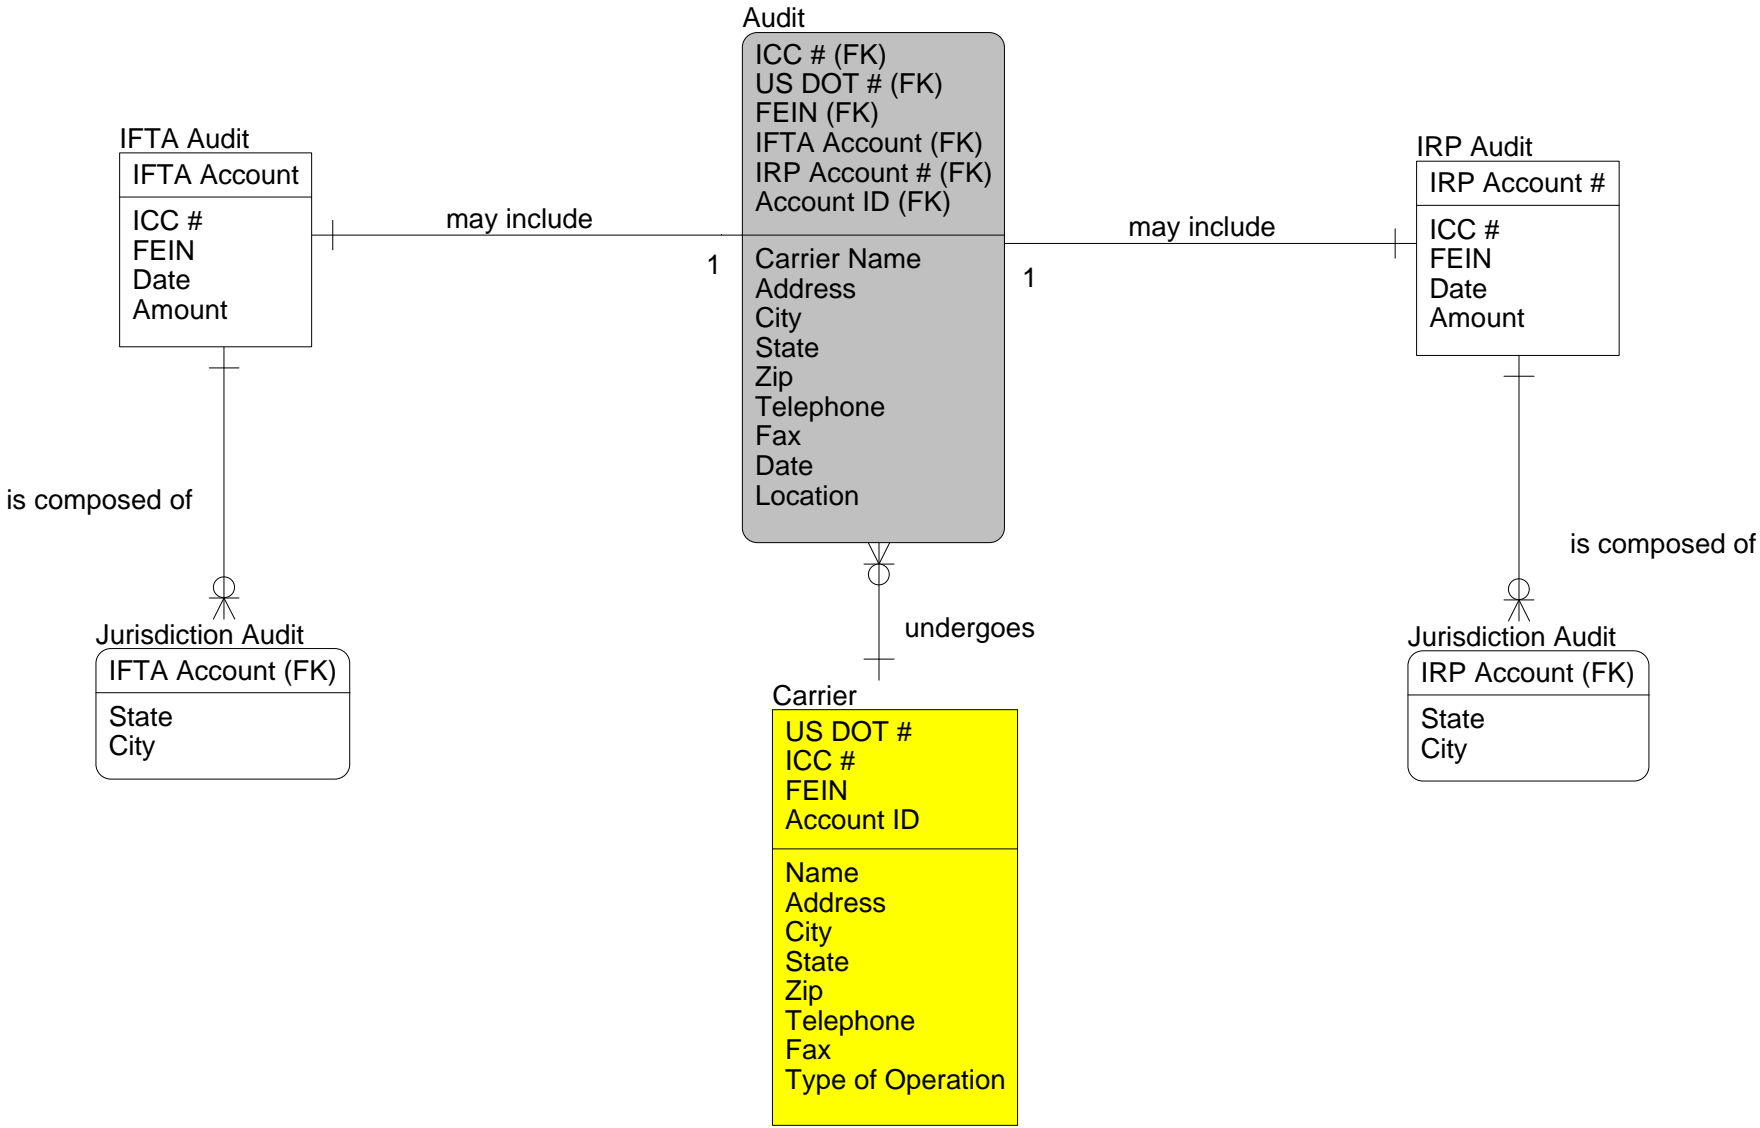 Audit
ICC # (FK)
US DOT # (FK)
FEIN (FK)
IFTA Account (FK)
IRP Account # (FK)
Account ID (FK)
Carrier Name
Address
City
State
Zip
Telephone
Fax
Date
Location
IFTA Audit
IFTA Account
ICC #
FEIN
Date
Amount
may include
1
IRP Audit
IRP Account #
ICC #
FEIN
Date
Amount
may include
1
is composed of
Jurisdiction Audit
IFTA Account (FK)
State
City
is composed of
Jurisdiction Audit
IRP Account (FK)
State
City
undergoes
Carrier
US DOT #
ICC #
FEIN
Account ID
Name
Address
City
State
Zip
Telephone
Fax
Type of Operation